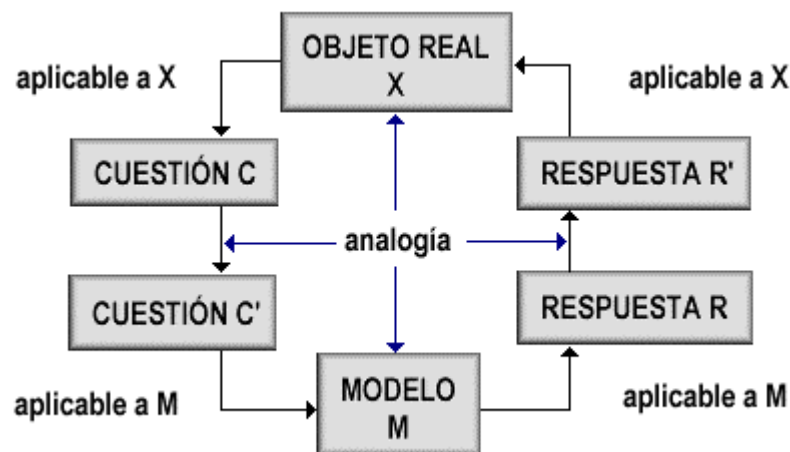 OBJETO REAL
X
aplicable a X
aplicable a X
CUESTIÓN C
RESPUESTA R'
analogía
CUESTIÓN C'
RESPUESTA R
MODELO
M
aplicable a M
aplicable a M